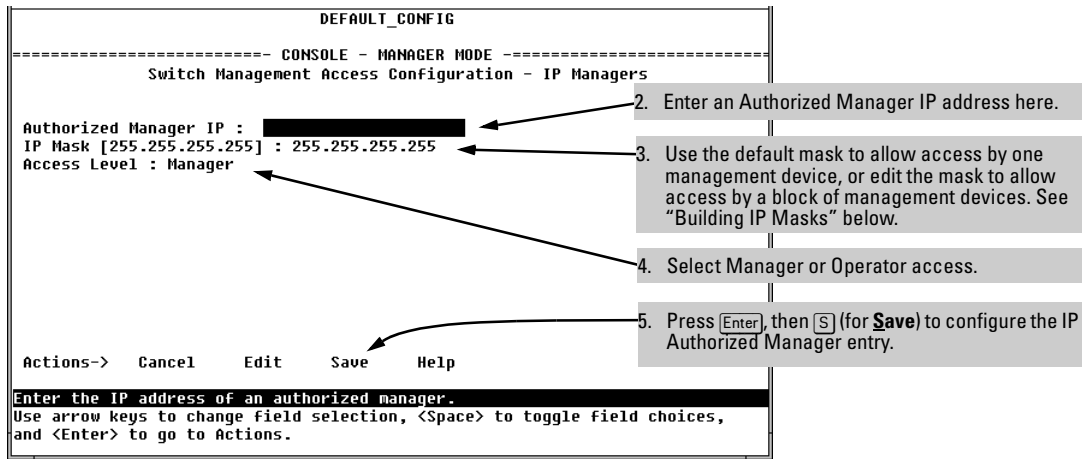 DEFAULT_CONFIG
==========================- CONSOLE - MANAGER MODE -===========================
Switch Management Access Configuration - IP Managers
2. Enter an Authorized Manager IP address here.
Authorized Manager IP :
IP Mask [255.255.255.255] : 255.255.255.255
Access Level : Manager
3. Use the default mask to allow access by one
management device, or edit the mask to allow
access by a block of management devices. See
“Building IP Masks” below.
4. Select Manager or Operator access.
5. Press Enter, then S (for Save) to configure the IP
Authorized Manager entry.
Actions-> Cancel Edit Save Help
Enter the IP address of an authorized manager.
Use arrow keys to change field selection, <Space> to toggle field choices,
and <Enter> to go to Actions.